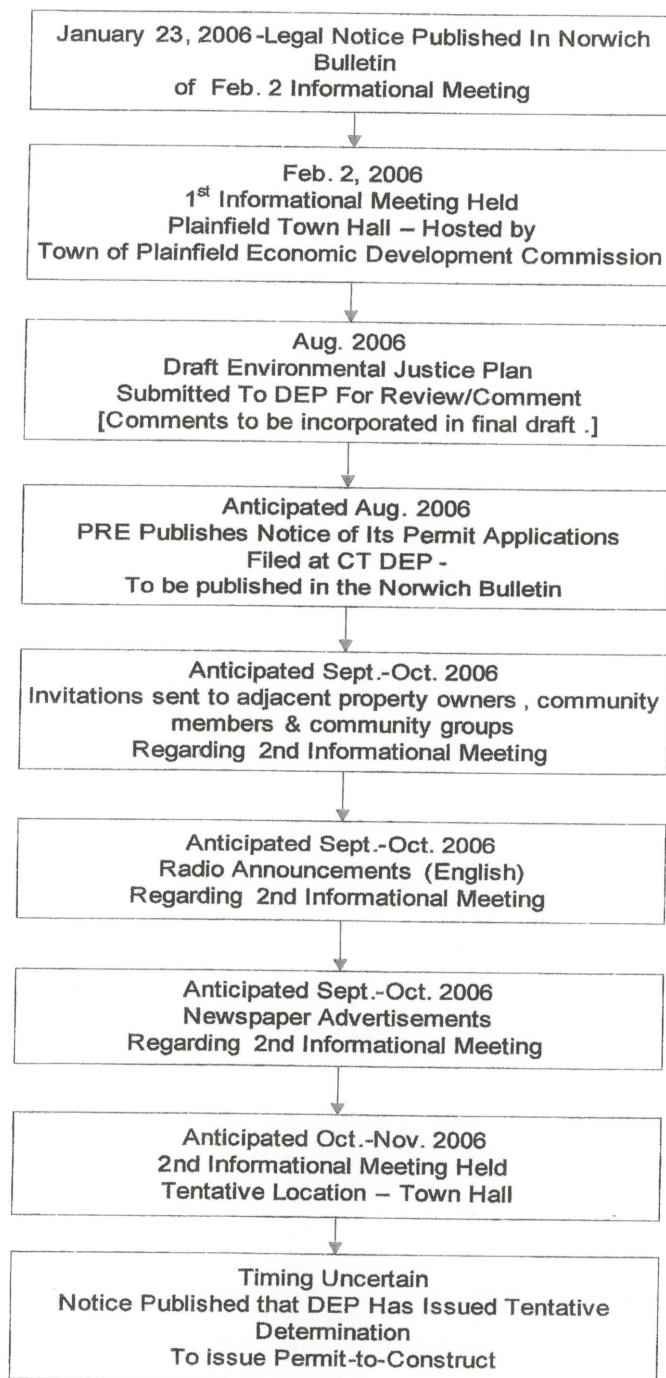 January 23, 2006-Legal Notice Published In Norwich
Bulletin
of Feb. 2 Informational Meeting
Feb. 2, 2006
1st Informational Meeting Held
Plainfield Town Hall – Hosted by
Town of Plainfield Economic Development Commission
Aug. 2006
Draft Environmental Justice Plan
Submitted To DEP For Review/Comment
[Comments to be incorporated in final draft .]
Anticipated Aug. 2006
PRE Publishes Notice of Its Permit Applications
Filed at CT DEP -
To be published in the Norwich Bulletin
Anticipated Sept.-Oct. 2006
Invitations sent to adjacent property owners , community
members & community groups
Regarding 2nd Informational Meeting
Anticipated Sept.-Oct. 2006
Radio Announcements (English)
Regarding 2nd Informational Meeting
Anticipated Sept.-Oct. 2006
Newspaper Advertisements
Regarding 2nd Informational Meeting
Anticipated Oct.-Nov. 2006
2nd Informational Meeting Held
Tentative Location – Town Hall
Timing Uncertain
Notice Published that DEP Has Issued Tentative
Determination
To issue Permit-to-Construct